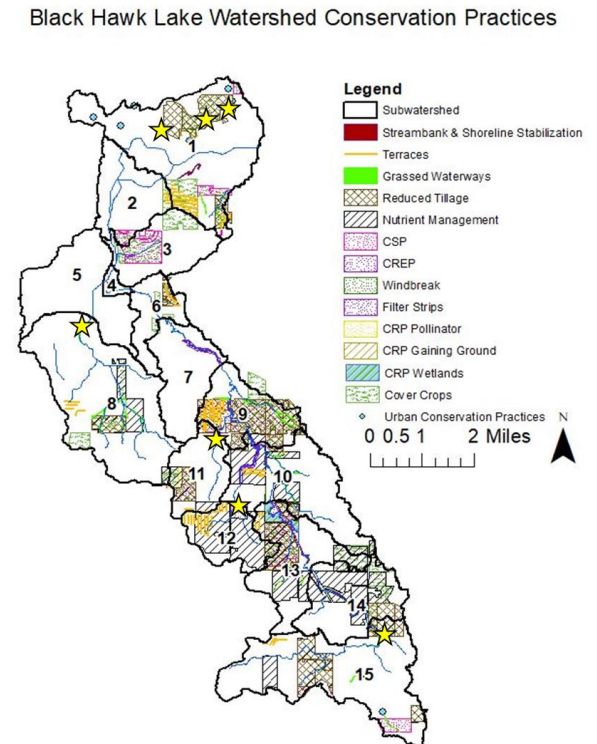 Black Hawk Lake Watershed Conservation Practices
Legend
Subwatershed
Streambank & Shoreline Stabilization
Terraces
Grassed Waterways
Reduced Tillage
Nutrient Management
CSP
CREP
Windbreak
Filter Strips
CRP Pollinator
CRP Gaining Ground
CRP Wetlands
Cover Crops
Urban Conservation Practices
N
0 0.5 1 2 Miles
1
2
3
5
4
6
7
8
9
11
10
12
13
14
15